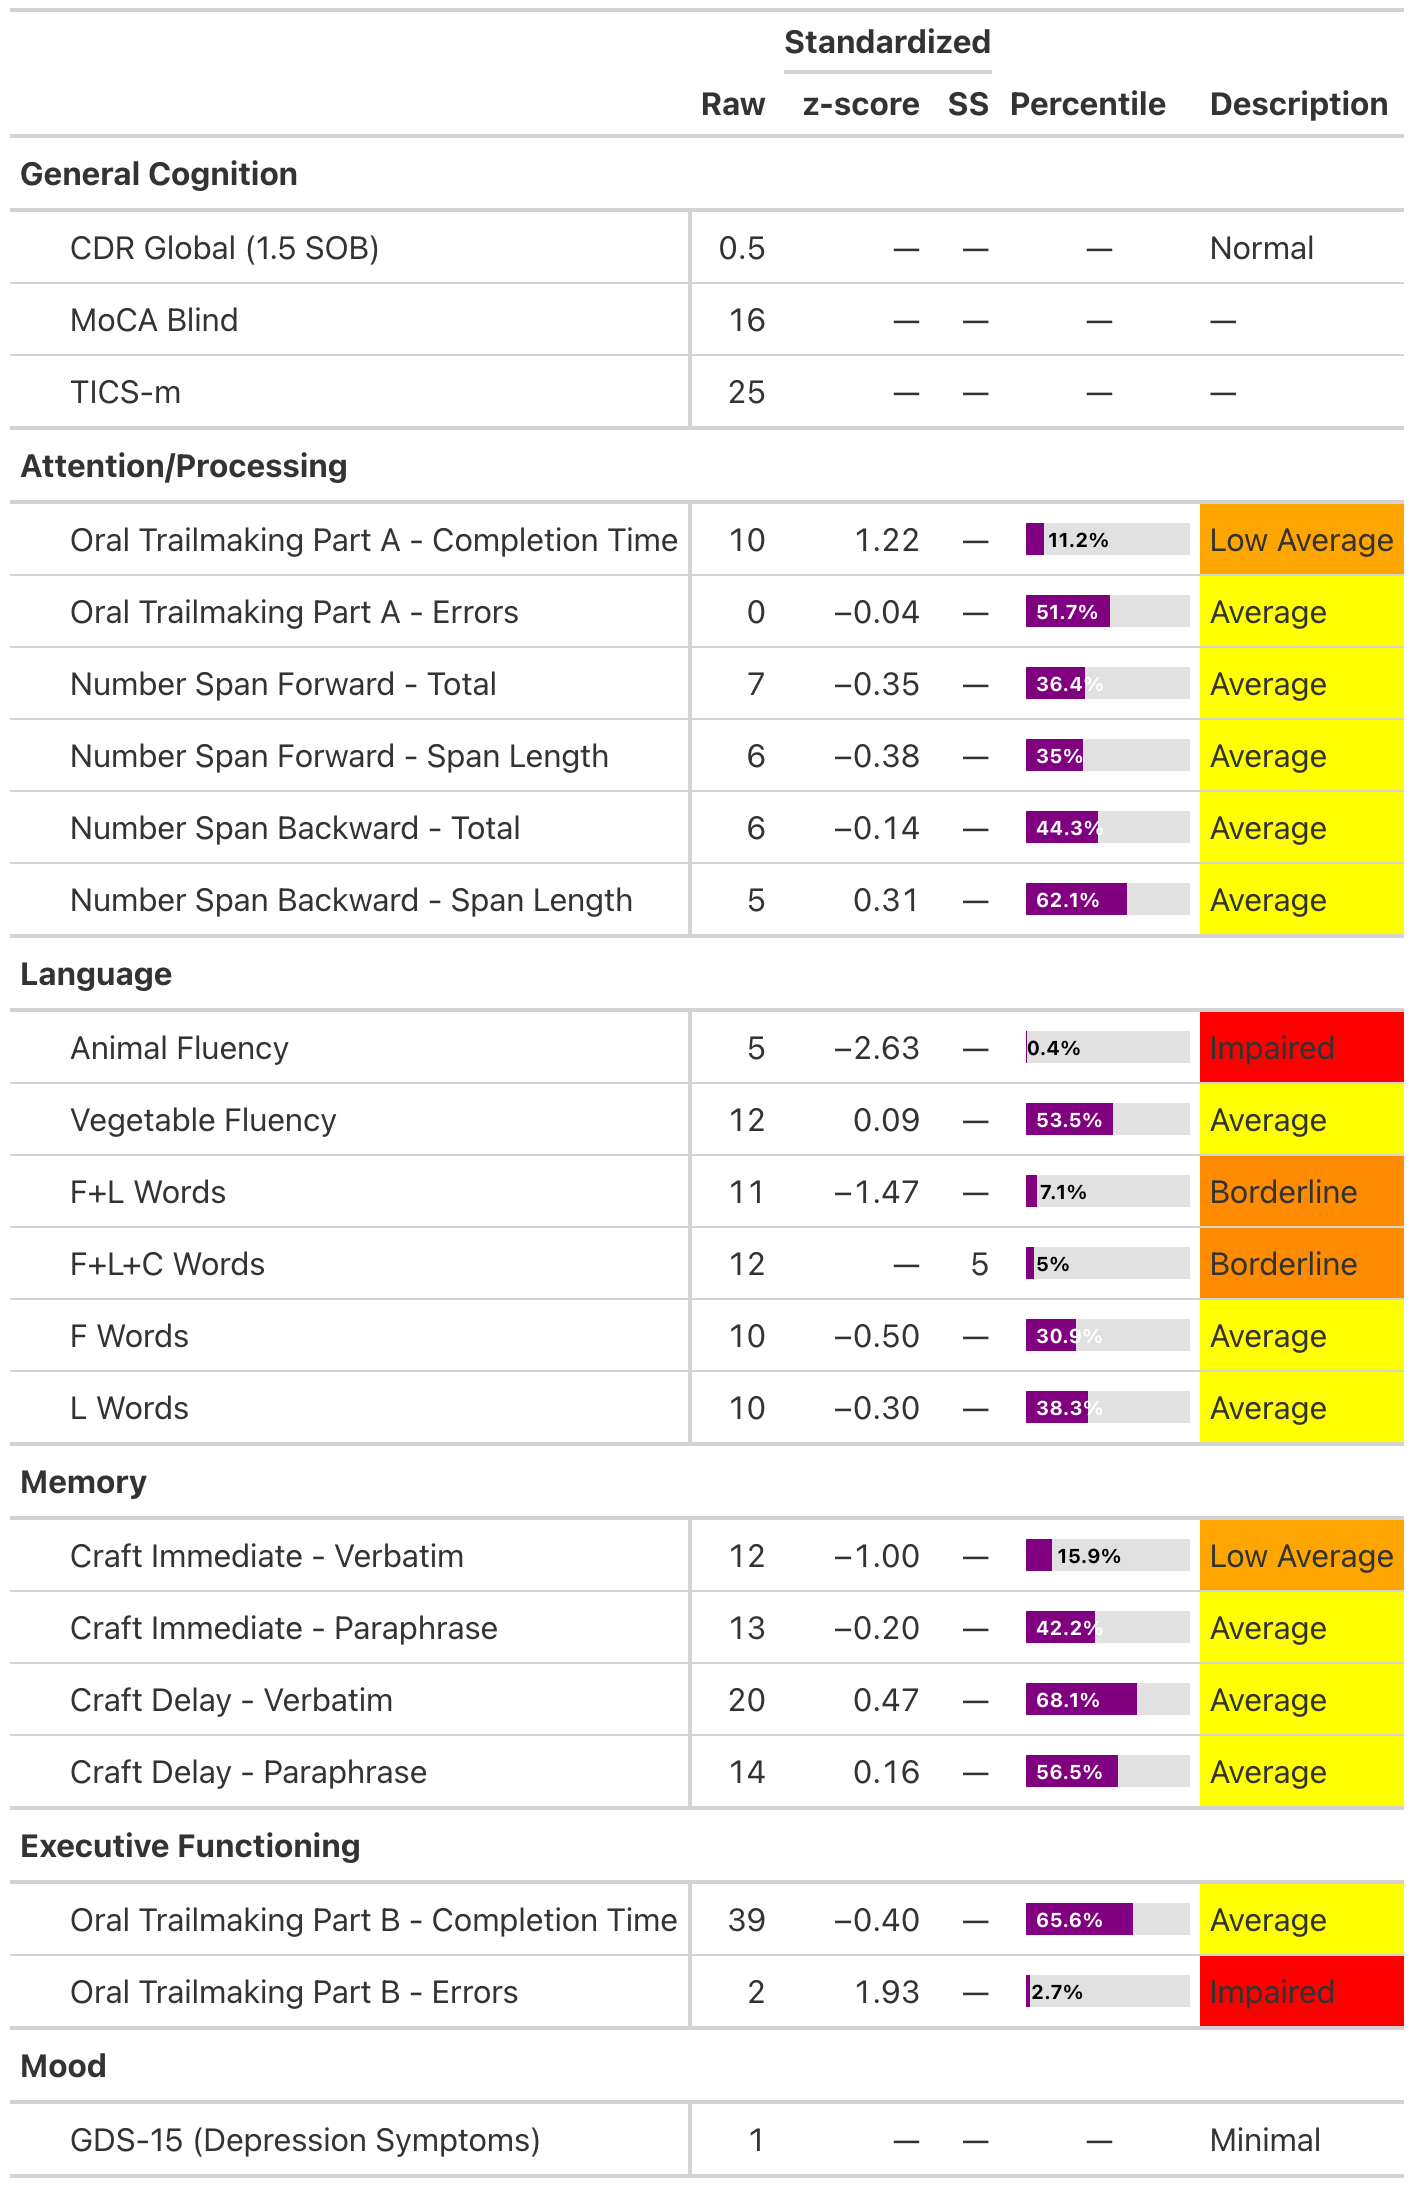 Standardized
Raw z-score SS Percentile Description
General Cognition
CDR Global (1.5 SOB) 0.5 — — — Normal
MoCA Blind 16 — — — —
TICS-m 25 — — — —
Attention/Processing
Oral Trailmaking Part A - Completion Time 10 1.22 — 11.2% Low Average
Oral Trailmaking Part A - Errors 0 −0.04 — 51.7% Average
Number Span Forward - Total 7 −0.35 — 36.4% Average
Number Span Forward - Span Length 6 −0.38 — 35% Average
Number Span Backward - Total 6 −0.14 — 44.3% Average
Number Span Backward - Span Length 5 0.31 — 62.1% Average
Language
Animal Fluency 5 −2.63 — 0.4% Impaired
Vegetable Fluency 12 0.09 — 53.5% Average
F+L Words 11 −1.47 — 7.1% Borderline
F+L+C Words 12 — 5 5% Borderline
F Words 10 −0.50 — 30.9% Average
L Words 10 −0.30 — 38.3% Average
Memory
Craft Immediate - Verbatim 12 −1.00 — 15.9% Low Average
Craft Immediate - Paraphrase 13 −0.20 — 42.2% Average
Craft Delay - Verbatim 20 0.47 — 68.1% Average
Craft Delay - Paraphrase 14 0.16 — 56.5% Average
Executive Functioning
Oral Trailmaking Part B - Completion Time 39 −0.40 — 65.6% Average
Oral Trailmaking Part B - Errors 2 1.93 — 2.7% Impaired
Mood
GDS-15 (Depression Symptoms) 1 — — — Minimal